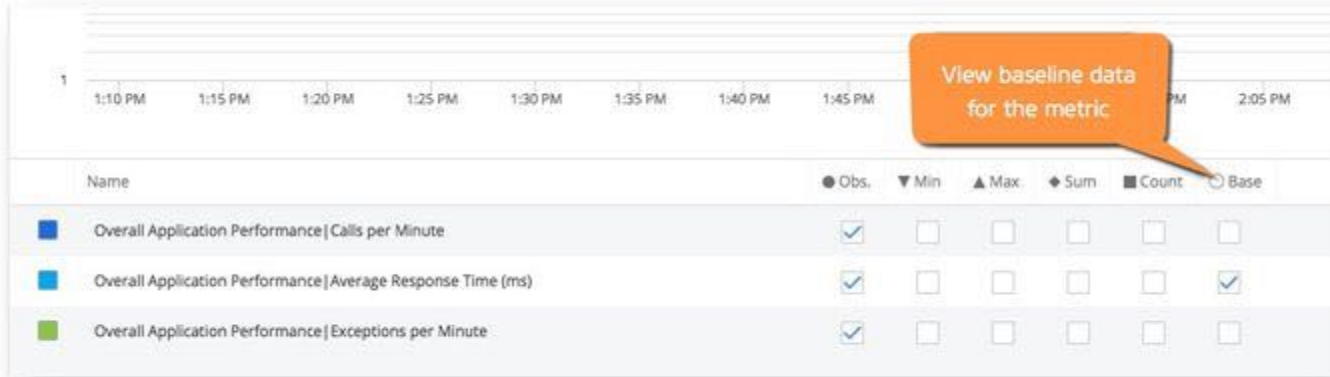 View baseline data
for the metric
1
1:10 PM 1:15 PM 1:20 PM 1:25 PM 1:30 PM 1:35 PM 1:40 PM 1:45 PM PM 2:05 PM
Name Obs. Min Max Sum Count Base
Overall Application Performance|Calls per Minute
Overall Application Performance|Average Response Time (ms)
Overall Application Performance|Exceptions per Minute